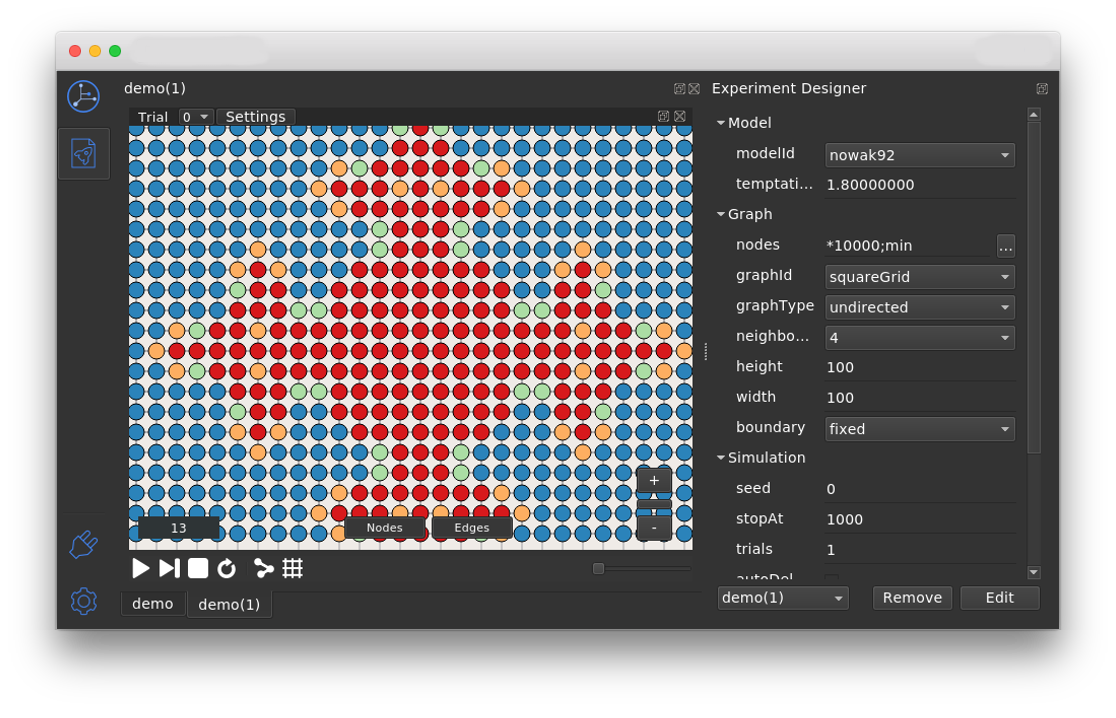 demo(1)
Trial 0 Settings
13
Nodes
Edges
+
-
demo
demo(1)
Experiment Designer
Model
modelId nowak92
temptati... 1.80000000
Graph
nodes *10000;min ...
graphId squareGrid
graphType undirected
neighbo... 4
height 100
width 100
boundary fixed
Simulation
seed 0
stopAt 1000
trials 1
demo(1) Remove Edit